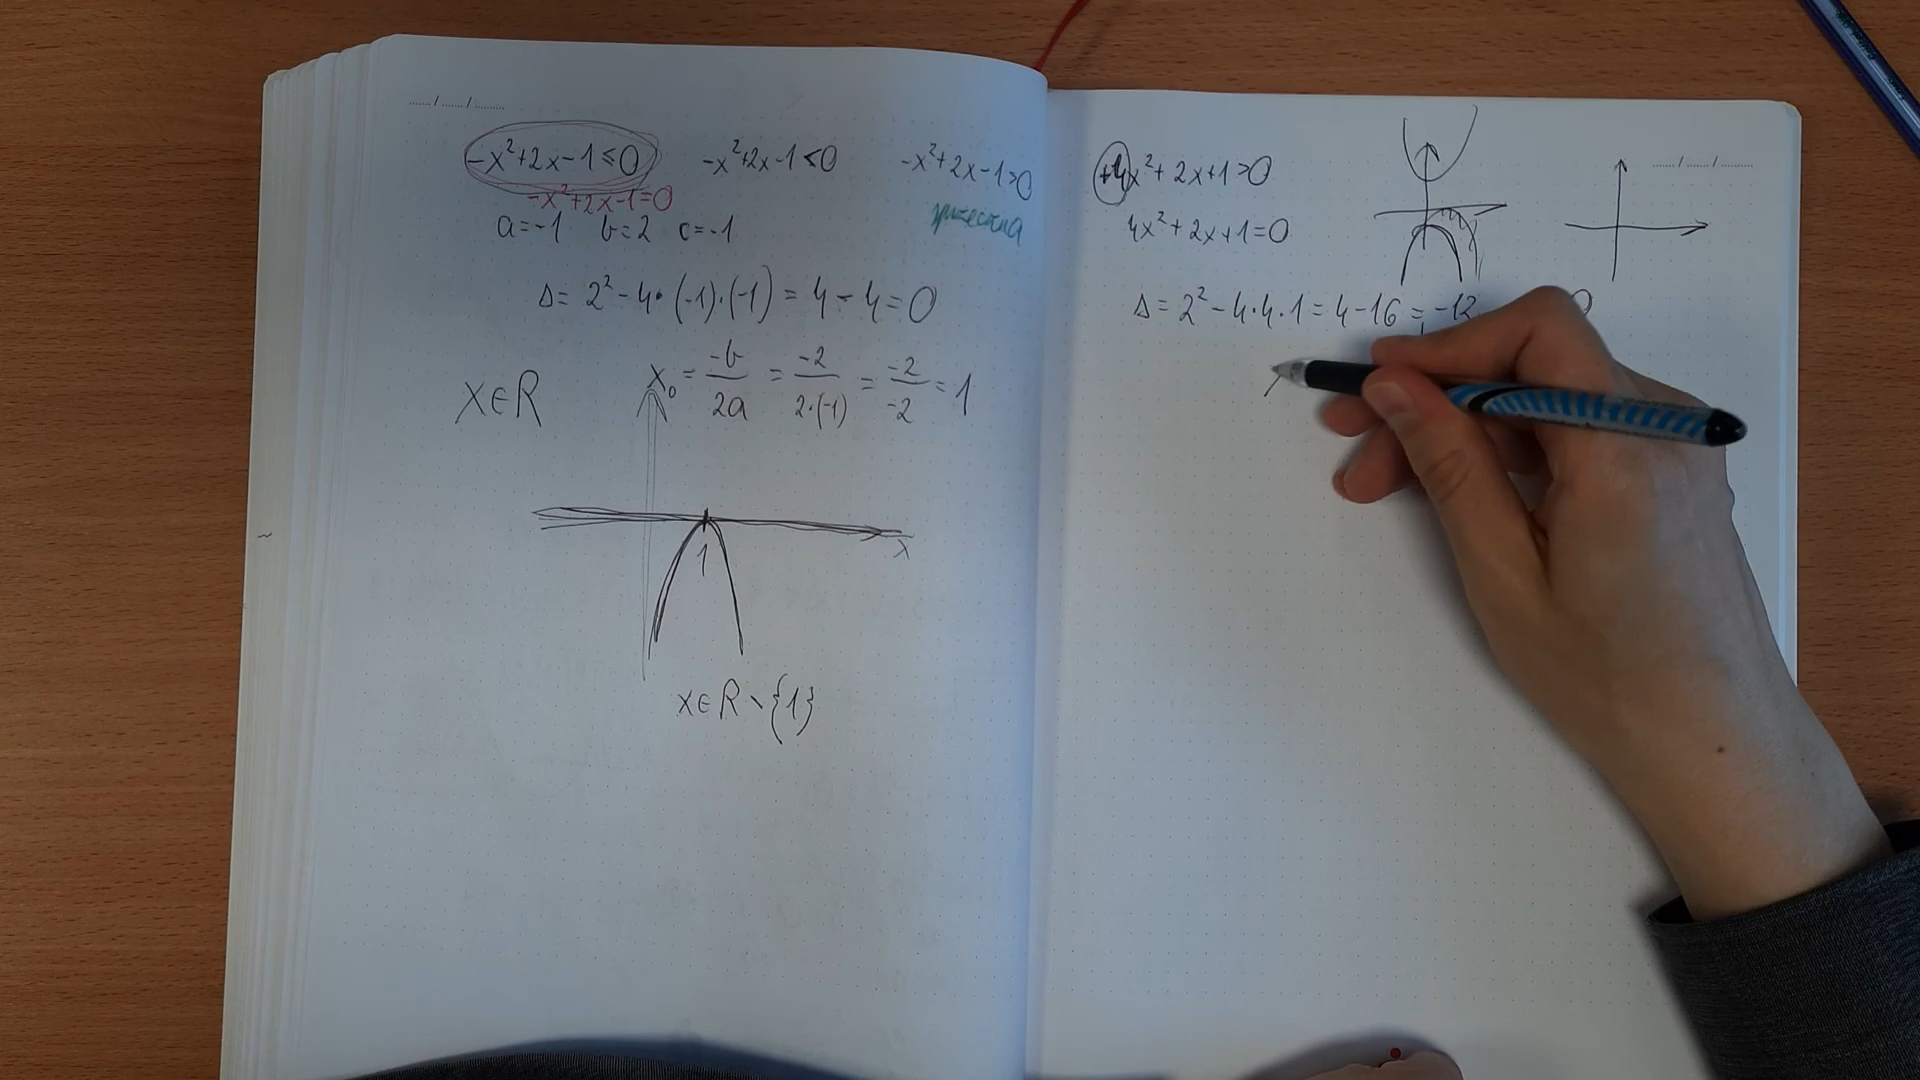 -x²+2x-1≤0 -x²+2x-1<0 -x²+2x-1>0
-x²+2x-1=0
a=-1 b=2 c=-1
Δ= 2²-4·(-1)·(-1)=4-4=0
x∈R x₀ = -b/2a = -2/2·(-1) = -2/-2 = 1
1
x
x∈R\{1}
+4x²+2x+1>0
4x²+2x+1=0
Δ=2²-4·4·1=4-16=-12